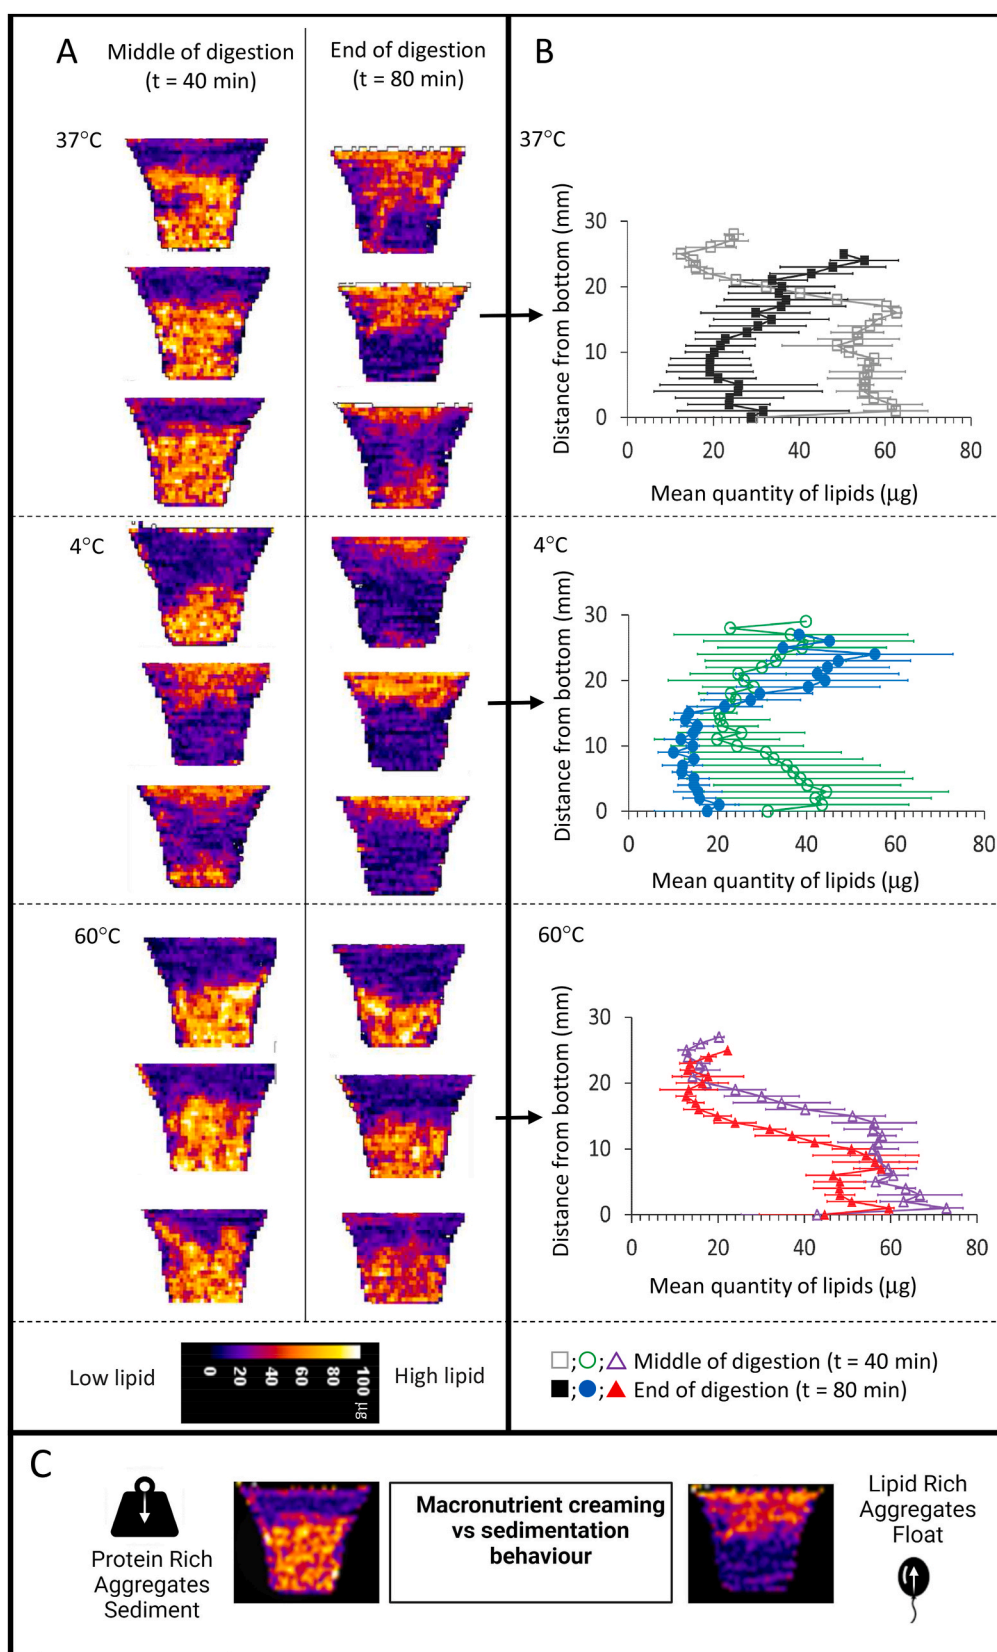 A
Middle of digestion
(t = 40 min)
End of digestion
(t = 80 min)
37°C
4°C
60°C
Low lipid
0
20
40
60
80
100 µg
High lipid
B
37°C
Distance from bottom (mm)
30
20
10
0
0 20 40 60 80
Mean quantity of lipids (µg)
4°C
Distance from bottom (mm)
30
20
10
0
0 20 40 60 80
Mean quantity of lipids (µg)
60°C
Distance from bottom (mm)
30
20
10
0
0 20 40 60 80
Mean quantity of lipids (µg)
□;○;△ Middle of digestion (t = 40 min)
■;●;▲ End of digestion (t = 80 min)
C
Protein Rich
Aggregates
Sediment
Macronutrient creaming
vs sedimentation
behaviour
Lipid Rich
Aggregates
Float